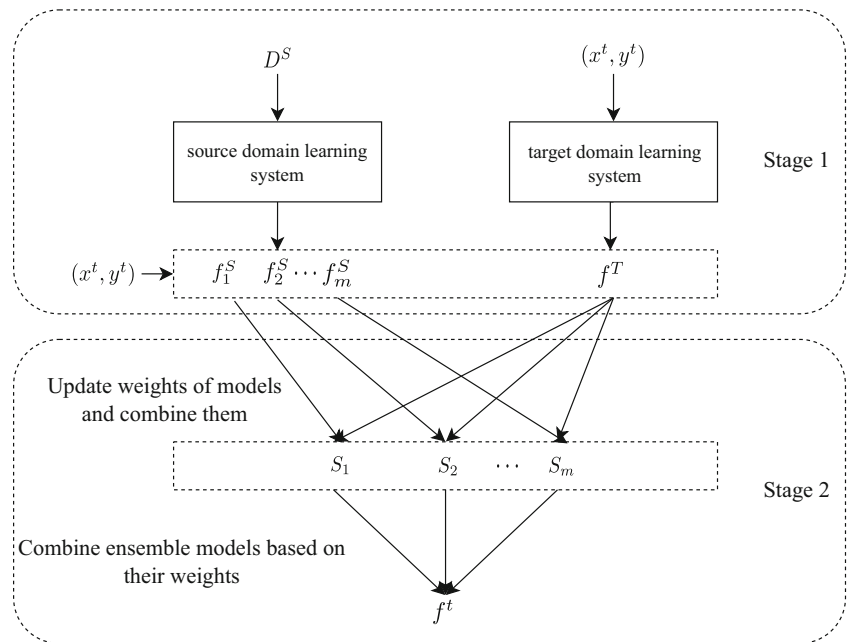 D^S
(x^t, y^t)
source domain learning
system
target domain learning
system
Stage 1
(x^t, y^t)
f_1^S f_2^S ··· f_m^S
f^T
Update weights of models
and combine them
S_1 S_2 ··· S_m
Stage 2
Combine ensemble models based on
their weights
f^t